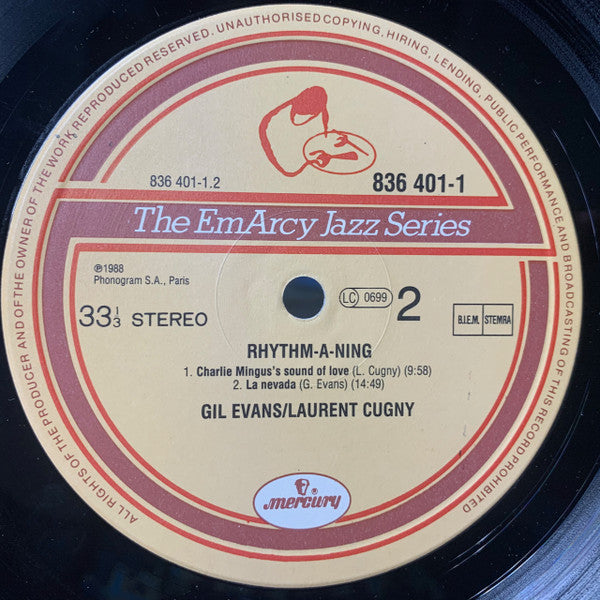 ALL RIGHTS OF THE PRODUCER AND OF THE OWNER OF THE WORK REPRODUCED RESERVED. UNAUTHORISED COPYING, HIRING, LENDING, PUBLIC PERFORMANCE AND BROADCASTING OF THIS RECORD PROHIBITED
836 401-1.2
836 401-1
The EmArcy Jazz Series
℗1988
Phonogram S.A., Paris
33 1/3 STEREO
LC 0699
2
B.I.E.M. STEMRA
RHYTHM-A-NING
1. Charlie Mingus's sound of love (L. Cugny) (9:58)
2. La nevada (G. Evans) (14:49)
GIL EVANS/LAURENT CUGNY
mercury